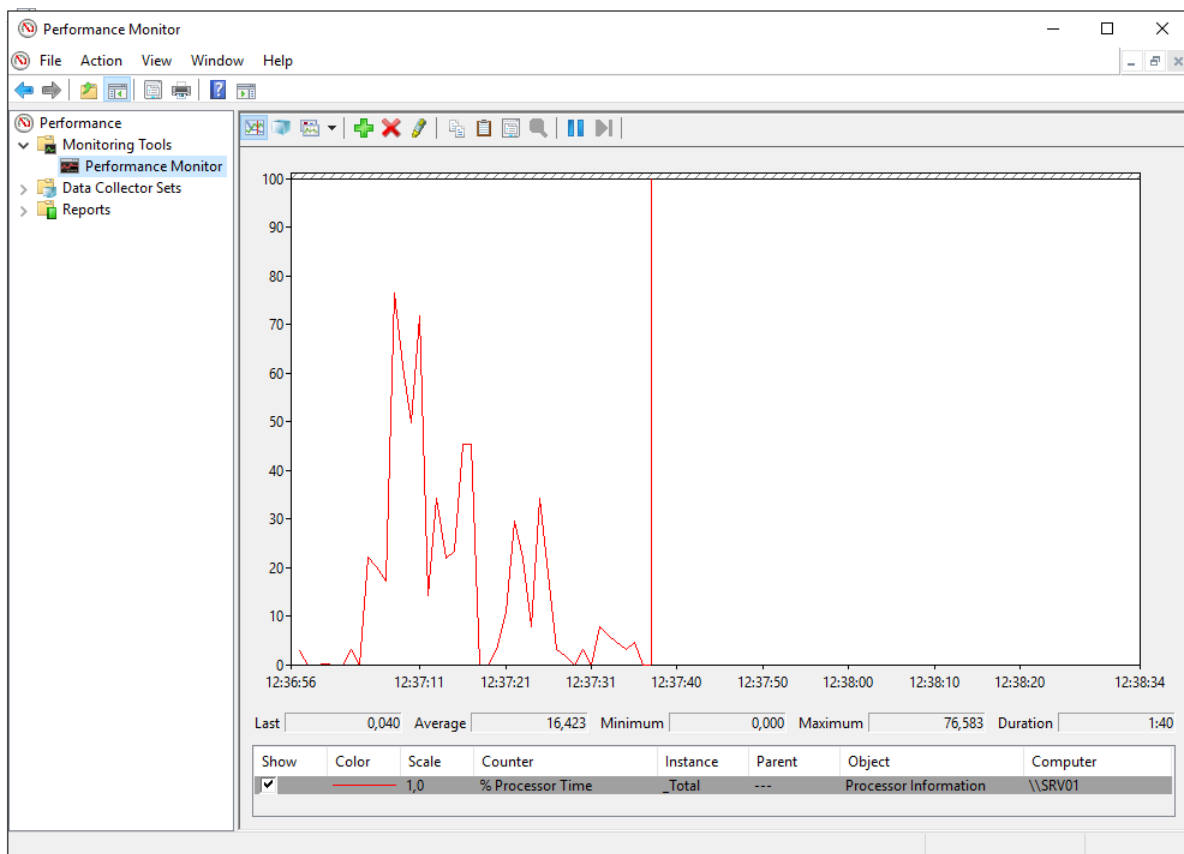 Performance Monitor
File Action View Window Help
Performance
Monitoring Tools
Performance Monitor
Data Collector Sets
Reports
100
90
80
70
60
50
40
30
20
10
0
12:36:56 12:37:11 12:37:21 12:37:31 12:37:40 12:37:50 12:38:00 12:38:10 12:38:20 12:38:34
Last 0,040 Average 16,423 Minimum 0,000 Maximum 76,583 Duration 1:40
Show Color Scale Counter Instance Parent Object Computer
1,0 % Processor Time _Total --- Processor Information \\SRV01